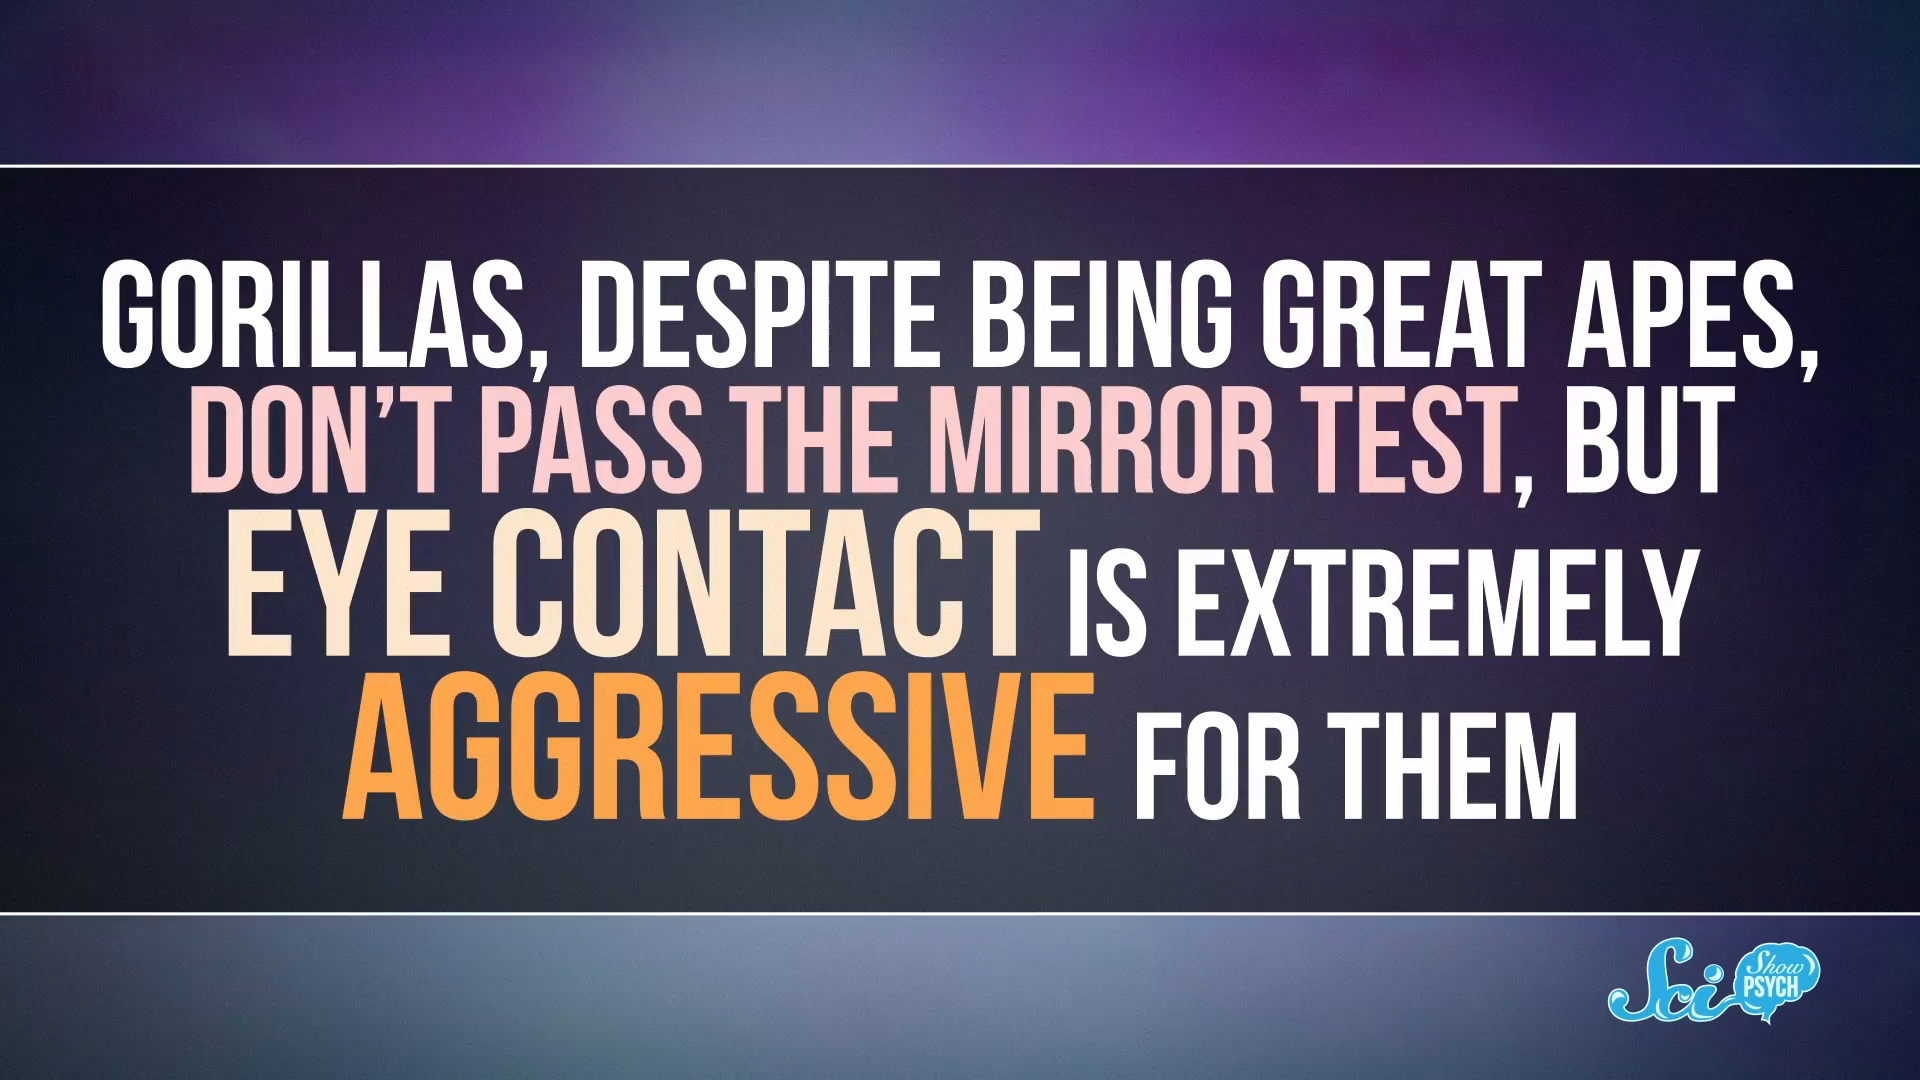 GORILLAS, DESPITE BEING GREAT APES,
DON'T PASS THE MIRROR TEST, BUT
EYE CONTACT IS EXTREMELY
AGGRESSIVE FOR THEM
Sci Show
PSYCH